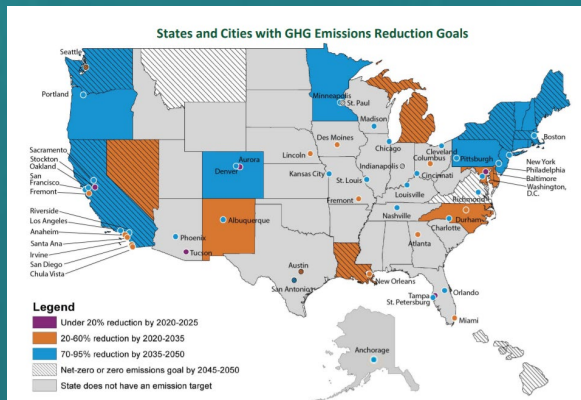 States and Cities with GHG Emissions Reduction Goals
Seattle
Portland
Sacramento
Stockton
Oakland
San
Francisco
Fremont
Riverside
Los Angeles
Anaheim
Santa Ana
Irvine
San Diego
Chula Vista
Phoenix
Tucson
Albuquerque
Denver
Aurora
Lincoln
Minneapolis
St. Paul
Madison
Des Moines
Chicago
Kansas City
St. Louis
Fremont
Indianapolis
Cleveland
Columbus
Cincinnati
Louisville
Nashville
Pittsburgh
Boston
New York
Philadelphia
Baltimore
Washington,
D.C.
Richmond
Durham
Charlotte
Atlanta
Austin
San Antonio
New Orleans
Orlando
Tampa
St. Petersburg
Miami
Anchorage
Legend
Under 20% reduction by 2020-2025
20-60% reduction by 2020-2035
70-95% reduction by 2035-2050
Net-zero or zero emissions goal by 2045-2050
State does not have an emission target